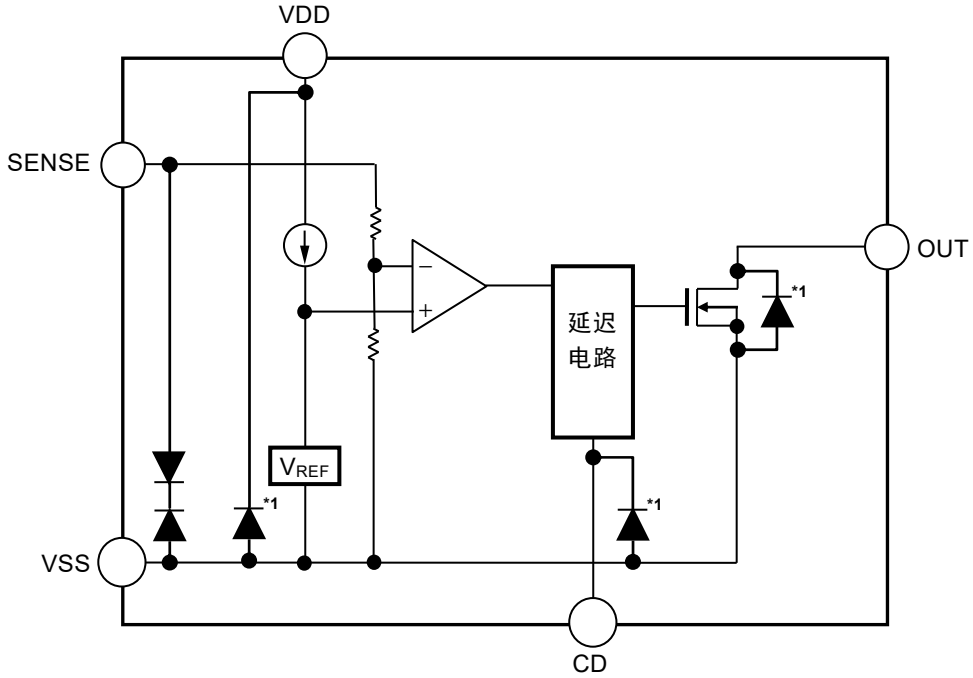 VDD
SENSE
OUT
−
+
*1
延迟
电路
VREF
*1
*1
VSS
CD